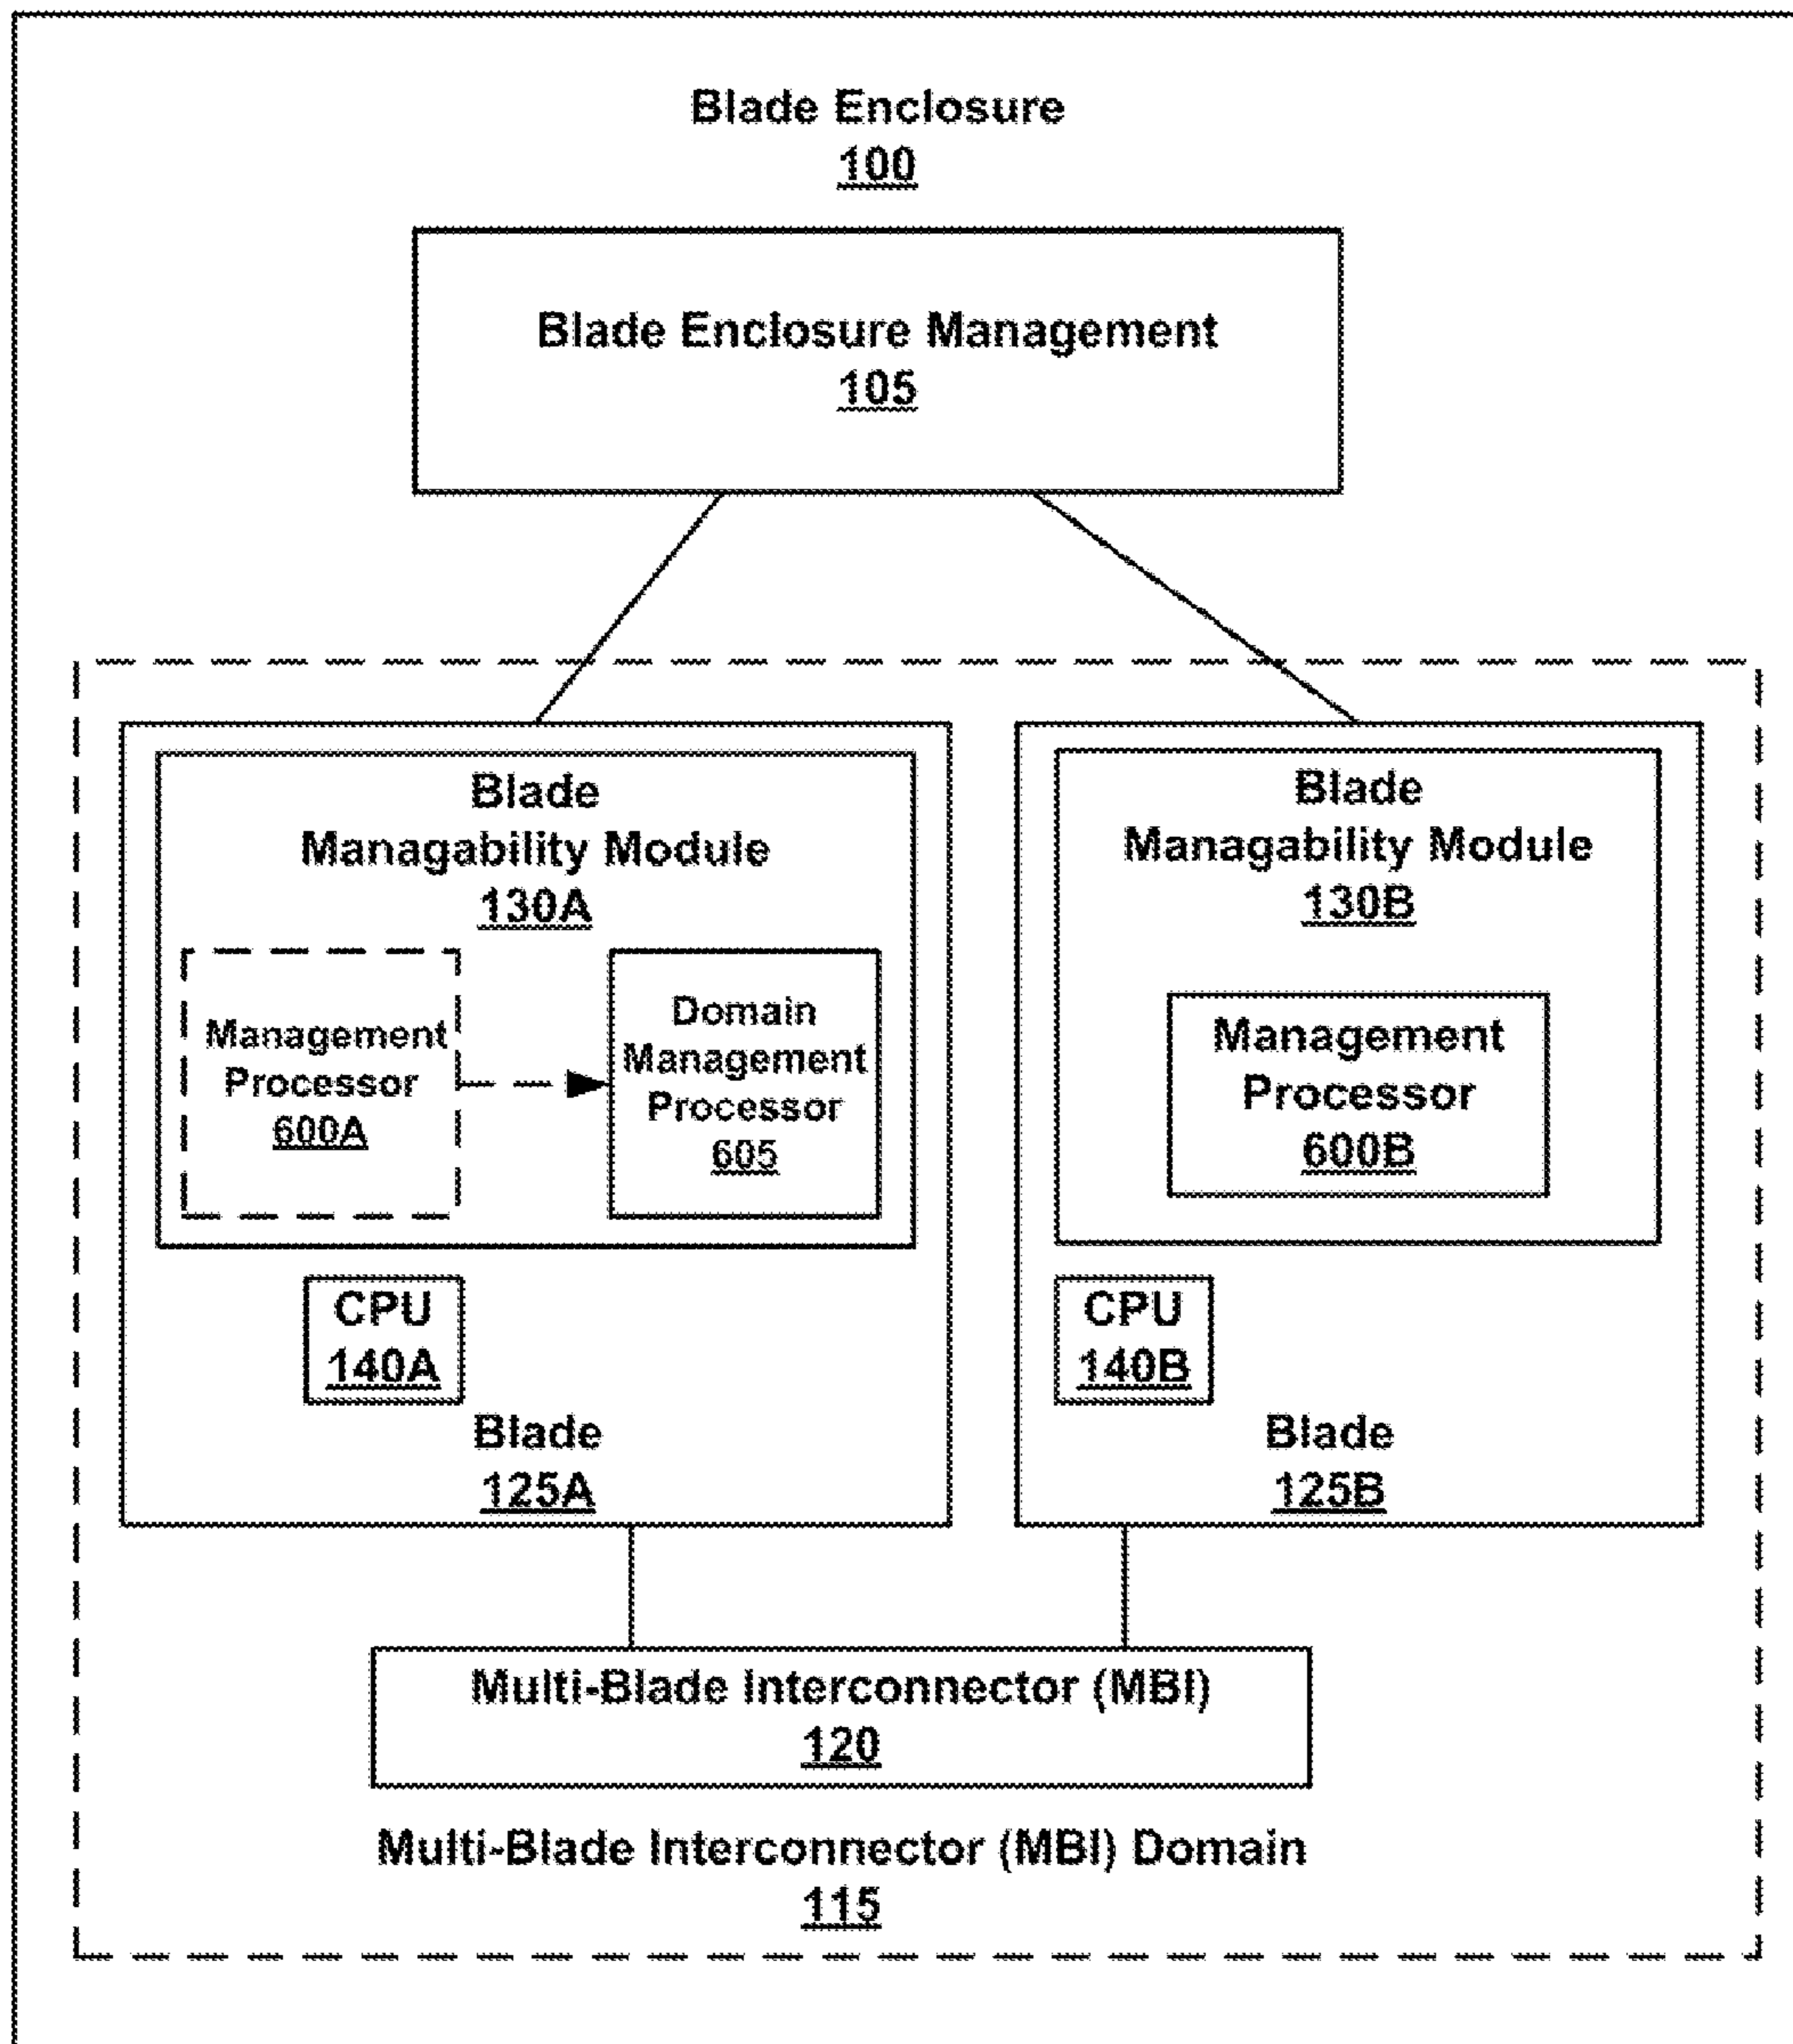 Blade Enclosure
100
Blade Enclosure Management
105
Blade
Managability Module
130A
Management
Processor
600A
Domain
Management
Processor
605
CPU
140A
Blade
125A
Blade
Managability Module
130B
Management
Processor
600B
CPU
140B
Blade
125B
Multi-Blade Interconnector (MBI)
120
Multi-Blade Interconnector (MBI) Domain
115